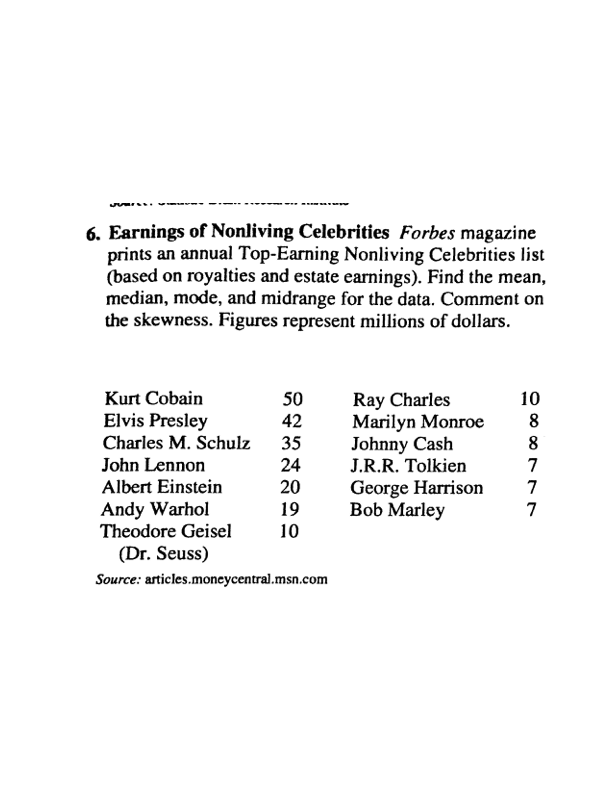 6. Earnings of Nonliving Celebrities Forbes magazine
prints an annual Top-Earning Nonliving Celebrities list
(based on royalties and estate earnings). Find the mean,
median, mode, and midrange for the data. Comment on
the skewness. Figures represent millions of dollars.
Kurt Cobain 50
Elvis Presley 42
Charles M. Schulz 35
John Lennon 24
Albert Einstein 20
Andy Warhol 19
Theodore Geisel 10
(Dr. Seuss)
Ray Charles 10
Marilyn Monroe 8
Johnny Cash 8
J.R.R. Tolkien 7
George Harrison 7
Bob Marley 7
Source: articles.moneycentral.msn.com